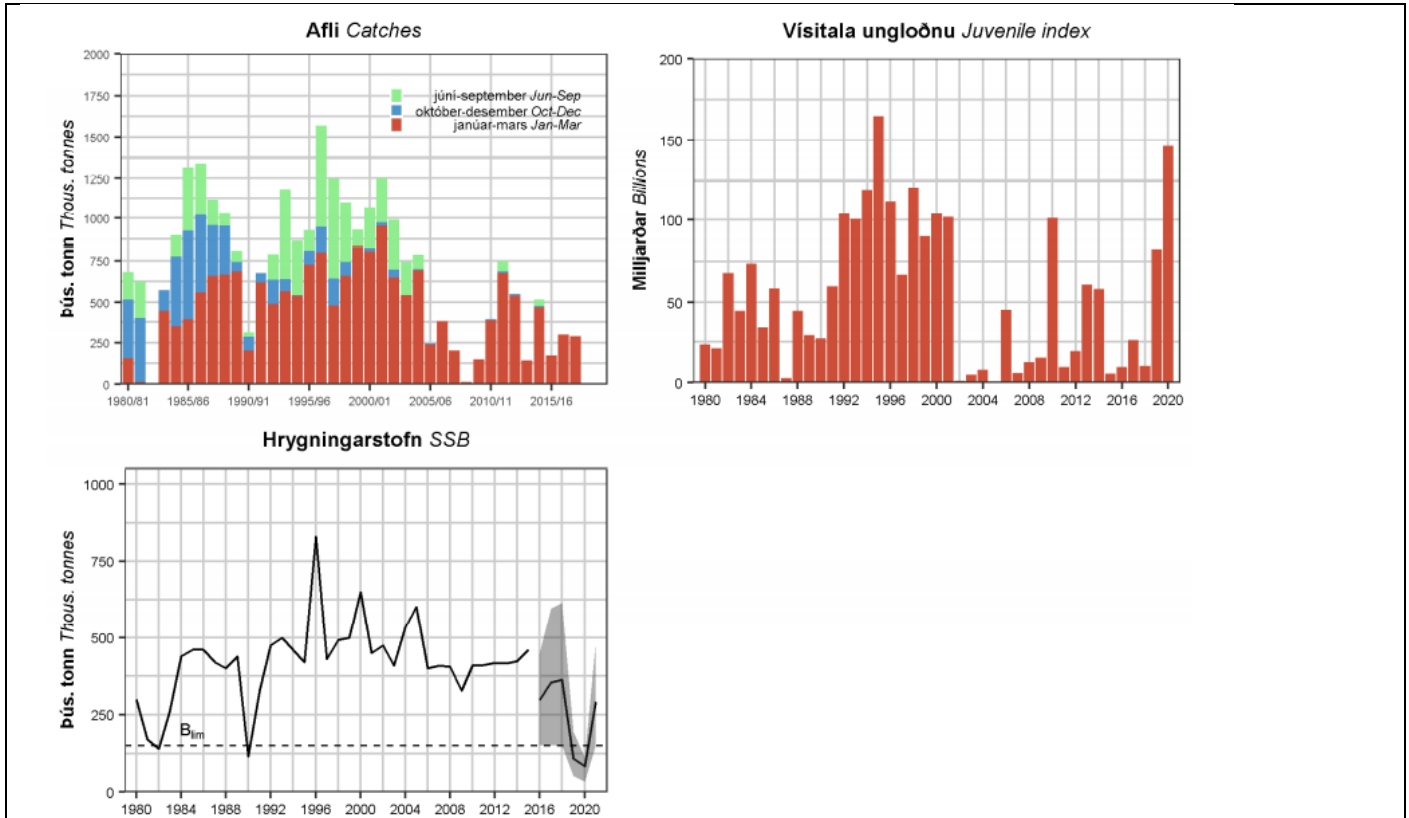 Afli Catches
2000
1750
1500
1250
1000
750
500
250
0
Þús. tonn Thous. tonnes
júní-september Jun-Sep
október-desember Oct-Dec
janúar-mars Jan-Mar
1980/81 1985/86 1990/91 1995/96 2000/01 2005/06 2010/11 2015/16
Vísitala ungloðnu Juvenile index
200
150
100
50
0
Milljarðar Billions
1980 1984 1988 1992 1996 2000 2004 2008 2012 2016 2020
Hrygningarstofn SSB
1000
750
500
250
0
Þús. tonn Thous. tonnes
Blim
1980 1984 1988 1992 1996 2000 2004 2008 2012 2016 2020